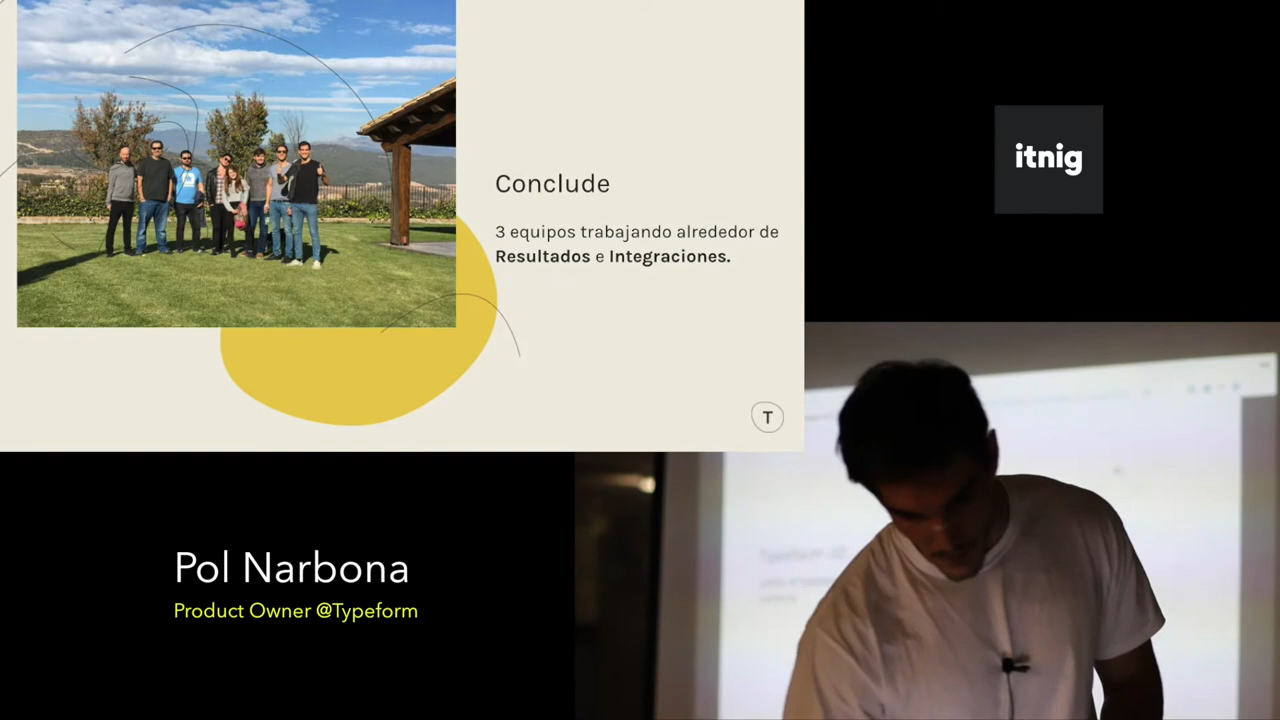 Conclude
3 equipos trabajando alrededor de
Resultados e Integraciones.
T
itnig
Pol Narbona
Product Owner @Typeform